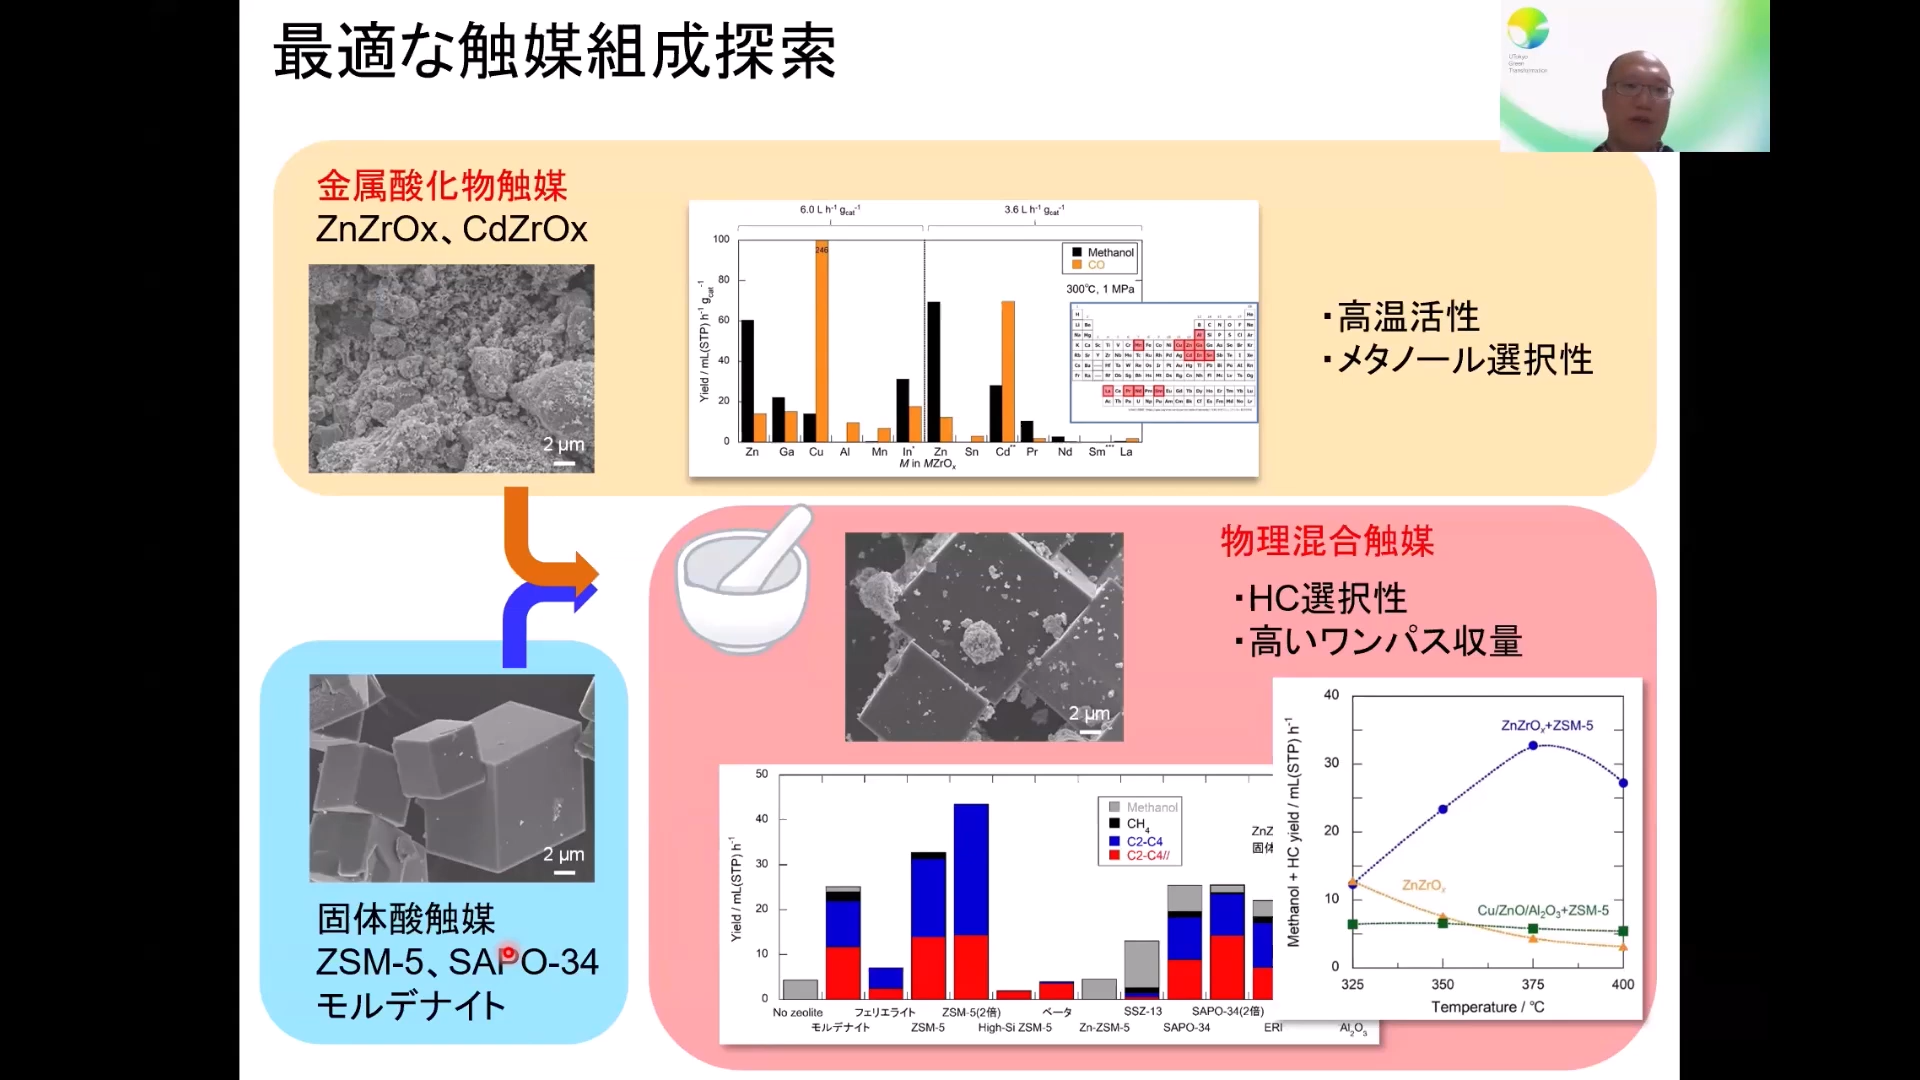 最適な触媒組成探索
UTokyo
Green
Transformation
金属酸化物触媒
ZnZrOx、CdZrOx
2 μm
6.0 L h⁻¹ gcat⁻¹
3.6 L h⁻¹ gcat⁻¹
Yield / mL(STP) h⁻¹ gcat⁻¹
100
80
60
40
20
0
246
Methanol
CO
300℃, 1 MPa
Zn Ga Cu Al Mn In* Zn Sn Cd** Pr Nd Sm*** La
M in MZrOx
・高温活性
・メタノール選択性
物理混合触媒
・HC選択性
・高いワンパス収量
2 μm
2 μm
固体酸触媒
ZSM-5、SAPO-34
モルデナイト
Yield / mL(STP) h⁻¹
50
40
30
20
10
0
Methanol
CH₄
C2-C4
C2-C4//
ZnZ
固体
No zeolite フェリエライト ZSM-5(2倍) ベータ SSZ-13 SAPO-34(2倍)
モルデナイト ZSM-5 High-Si ZSM-5 Zn-ZSM-5 SAPO-34 ERI Al₂O₃
Methanol + HC yield / mL(STP) h⁻¹
40
30
20
10
0
ZnZrOx+ZSM-5
ZnZrOx
Cu/ZnO/Al₂O₃+ZSM-5
325 350 375 400
Temperature / ℃